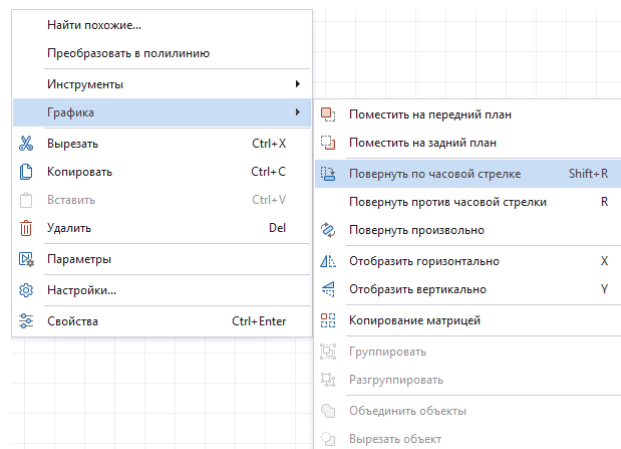 Найти похожие...
Преобразовать в полилинию
Инструменты
Графика
Вырезать Ctrl+X
Копировать Ctrl+C
Вставить Ctrl+V
Удалить Del
Параметры
Настройки...
Свойства Ctrl+Enter
Поместить на передний план
Поместить на задний план
Повернуть по часовой стрелке Shift+R
Повернуть против часовой стрелки R
Повернуть произвольно
Отобразить горизонтально X
Отобразить вертикально Y
Копирование матрицей
Группировать
Разгруппировать
Объединить объекты
Вырезать объект